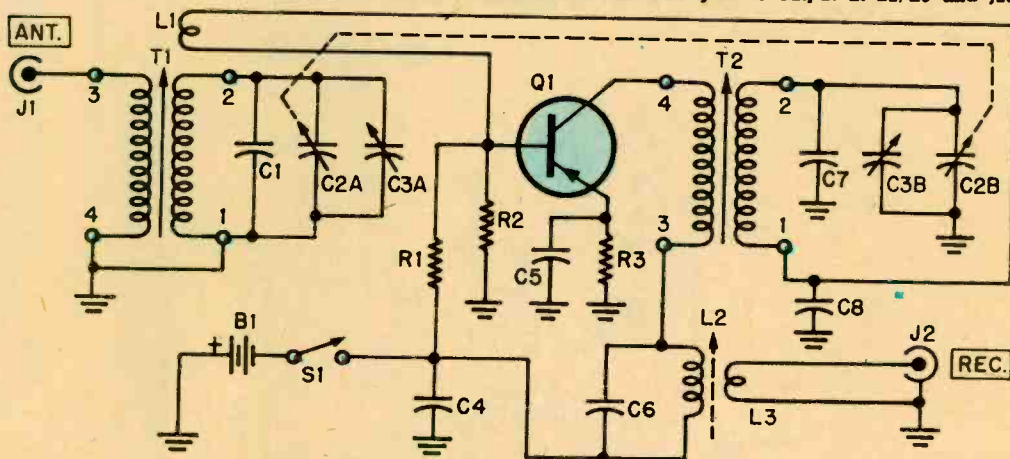 L1
ANT.
T1
T2
Q1
J1
3
2
4
2
C1
C2A
C3A
C7
C3B
C2B
4
1
R1
R2
C5
R3
3
1
C8
B1
+
S1
L2
J2
REC.
C4
C6
L3